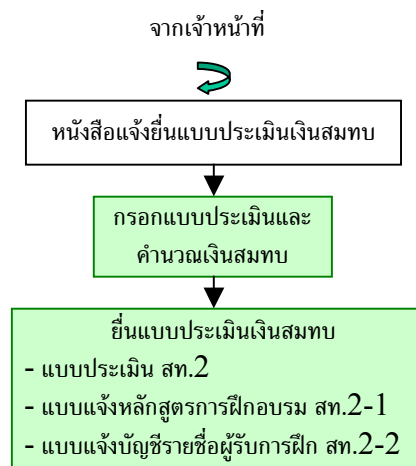 จากเจ้าหน้าที่
หนังสือแจ้งยื่นแบบประเมินเงินสมทบ
กรอกแบบประเมินและ
คำนวณเงินสมทบ
ยื่นแบบประเมินเงินสมทบ
- แบบประเมิน สท.2
- แบบแจ้งหลักสูตรการฝึกอบรม สท.2-1
- แบบแจ้งบัญชีรายชื่อผู้รับการฝึก สท.2-2